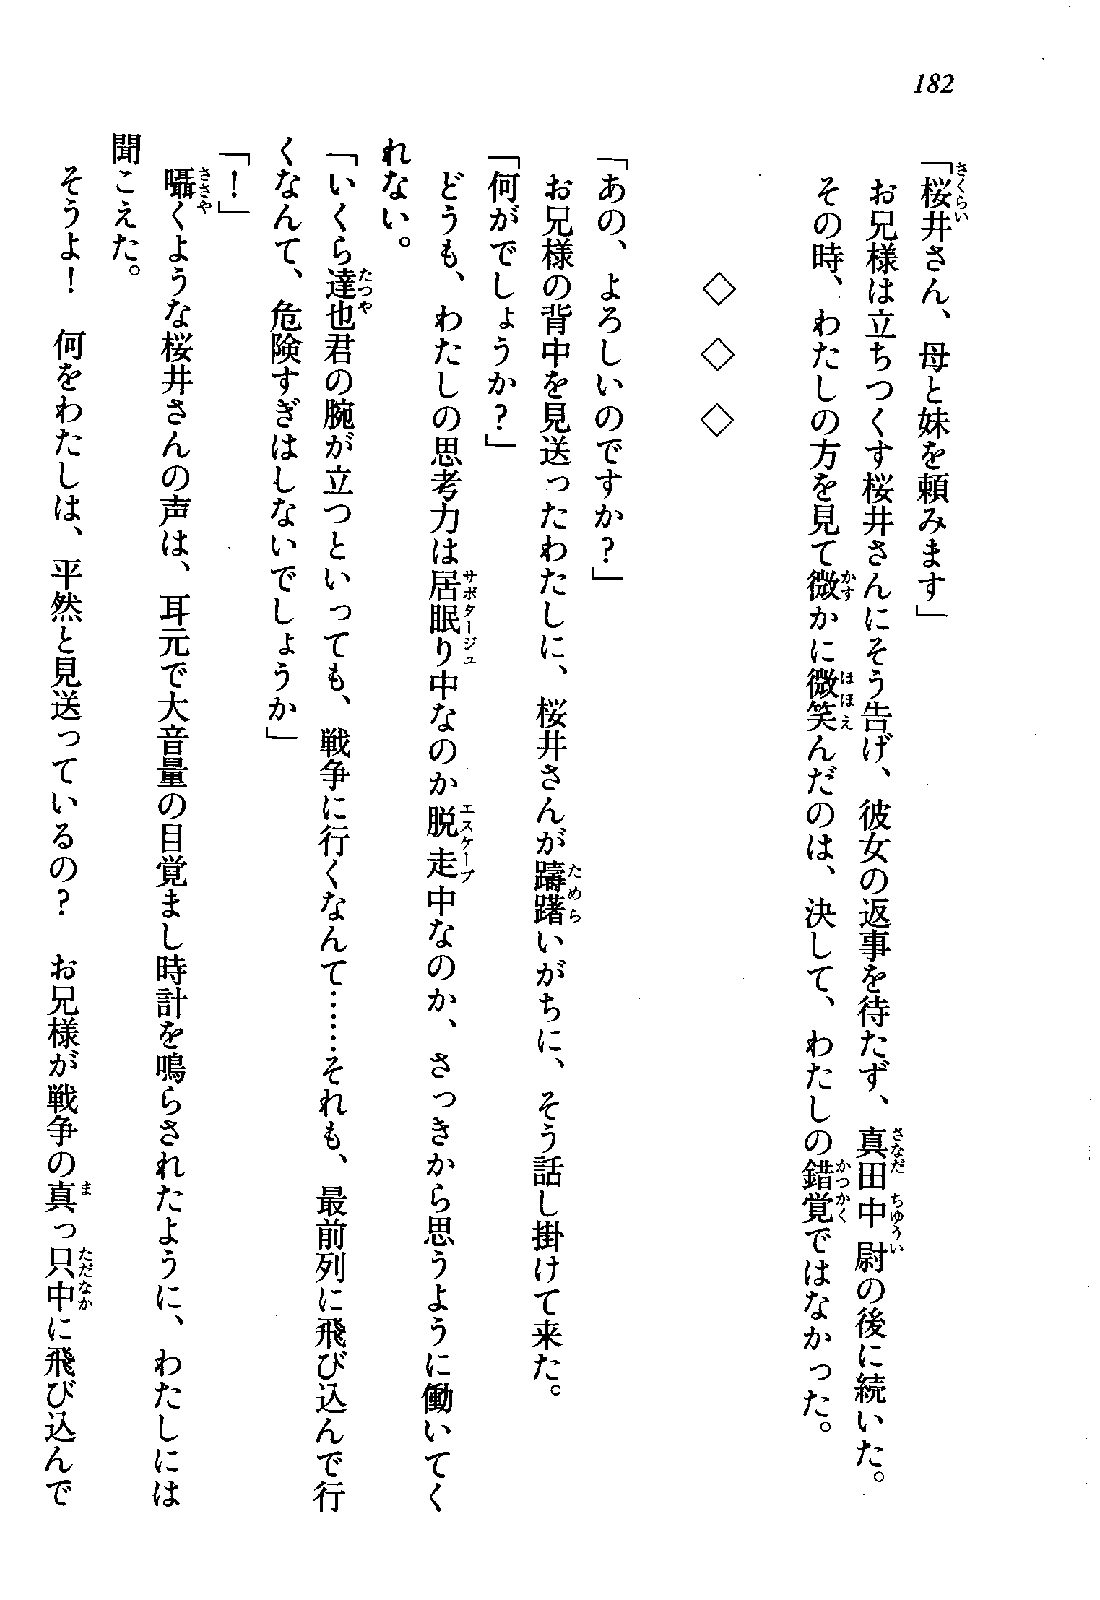 182
「桜井さん、母と妹を頼みます」
お兄様は立ちつくす桜井さんにそう告げ、彼女の返事を待たず、真田中尉の後に続いた。
その時、わたしの方を見て微かに微笑んだのは、決して、わたしの錯覚ではなかった。
◇ ◇ ◇
「あの、よろしいのですか？」
お兄様の背中を見送ったわたしに、桜井さんが躊躇いがちに、そう話し掛けて来た。
「何がでしょうか？」
どうも、わたしの思考力は居眠り中なのか脱走中なのか、さっきから思うように働いてく
れない。
「いくら達也君の腕が立つといっても、戦争に行くなんて……それも、最前列に飛び込んで行
くなんて、危険すぎはしないでしょうか」
「！」
囁くような桜井さんの声は、耳元で大音量の目覚まし時計を鳴らされたように、わたしには
聞こえた。
そうよ！　何をわたしは、平然と見送っているの？　お兄様が戦争の真っ只中に飛び込んで